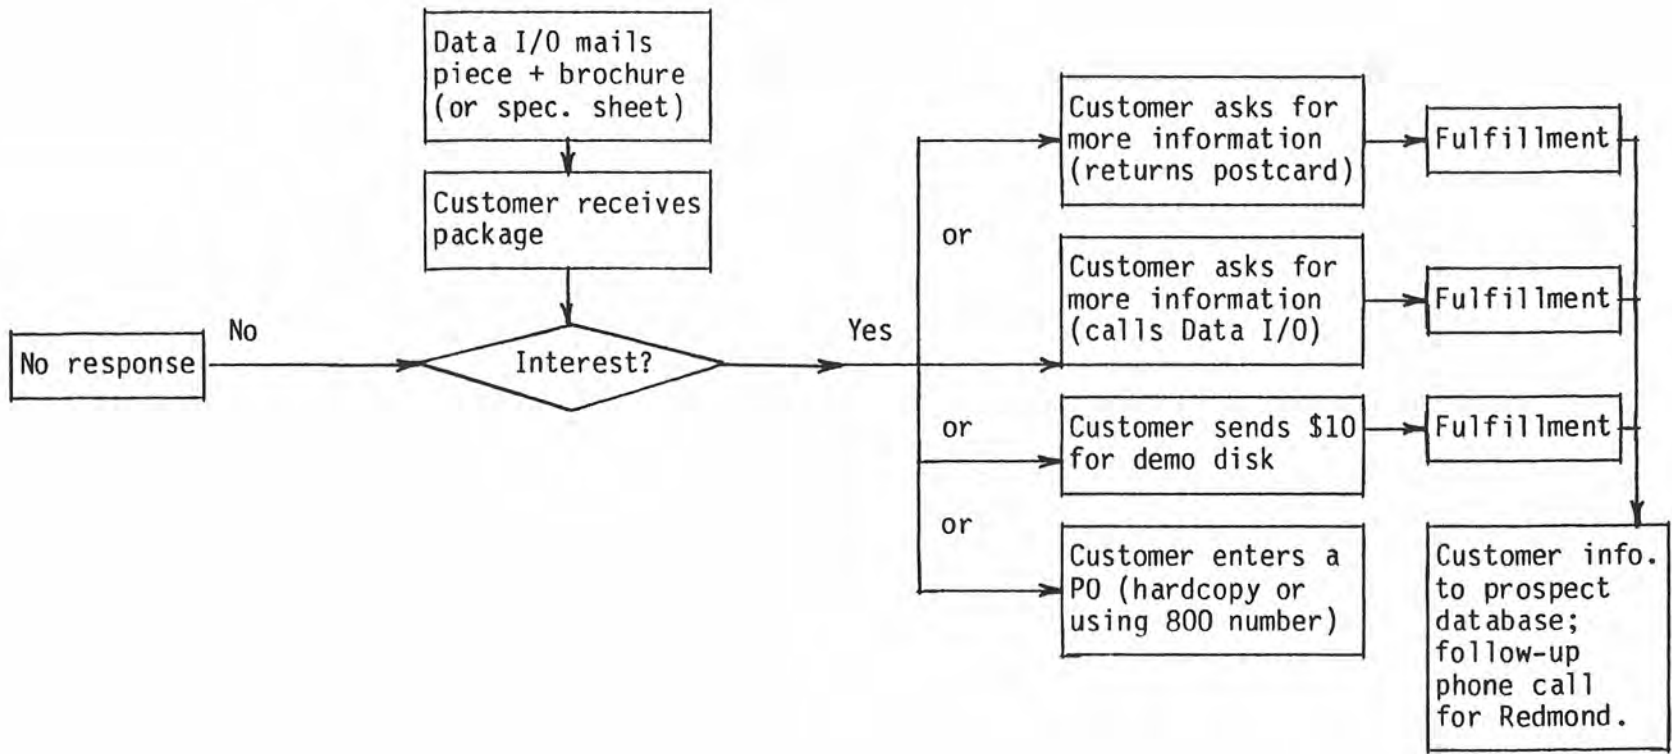 Data I/O mails
piece + brochure
(or spec. sheet)
Customer receives
package
No response
No
Interest?
Yes
or
or
or
Customer asks for
more information
(returns postcard)
Fulfillment
Customer asks for
more information
(calls Data I/O)
Fulfillment
Customer sends $10
for demo disk
Fulfillment
Customer enters a
PO (hardcopy or
using 800 number)
Customer info.
to prospect
database;
follow-up
phone call
for Redmond.